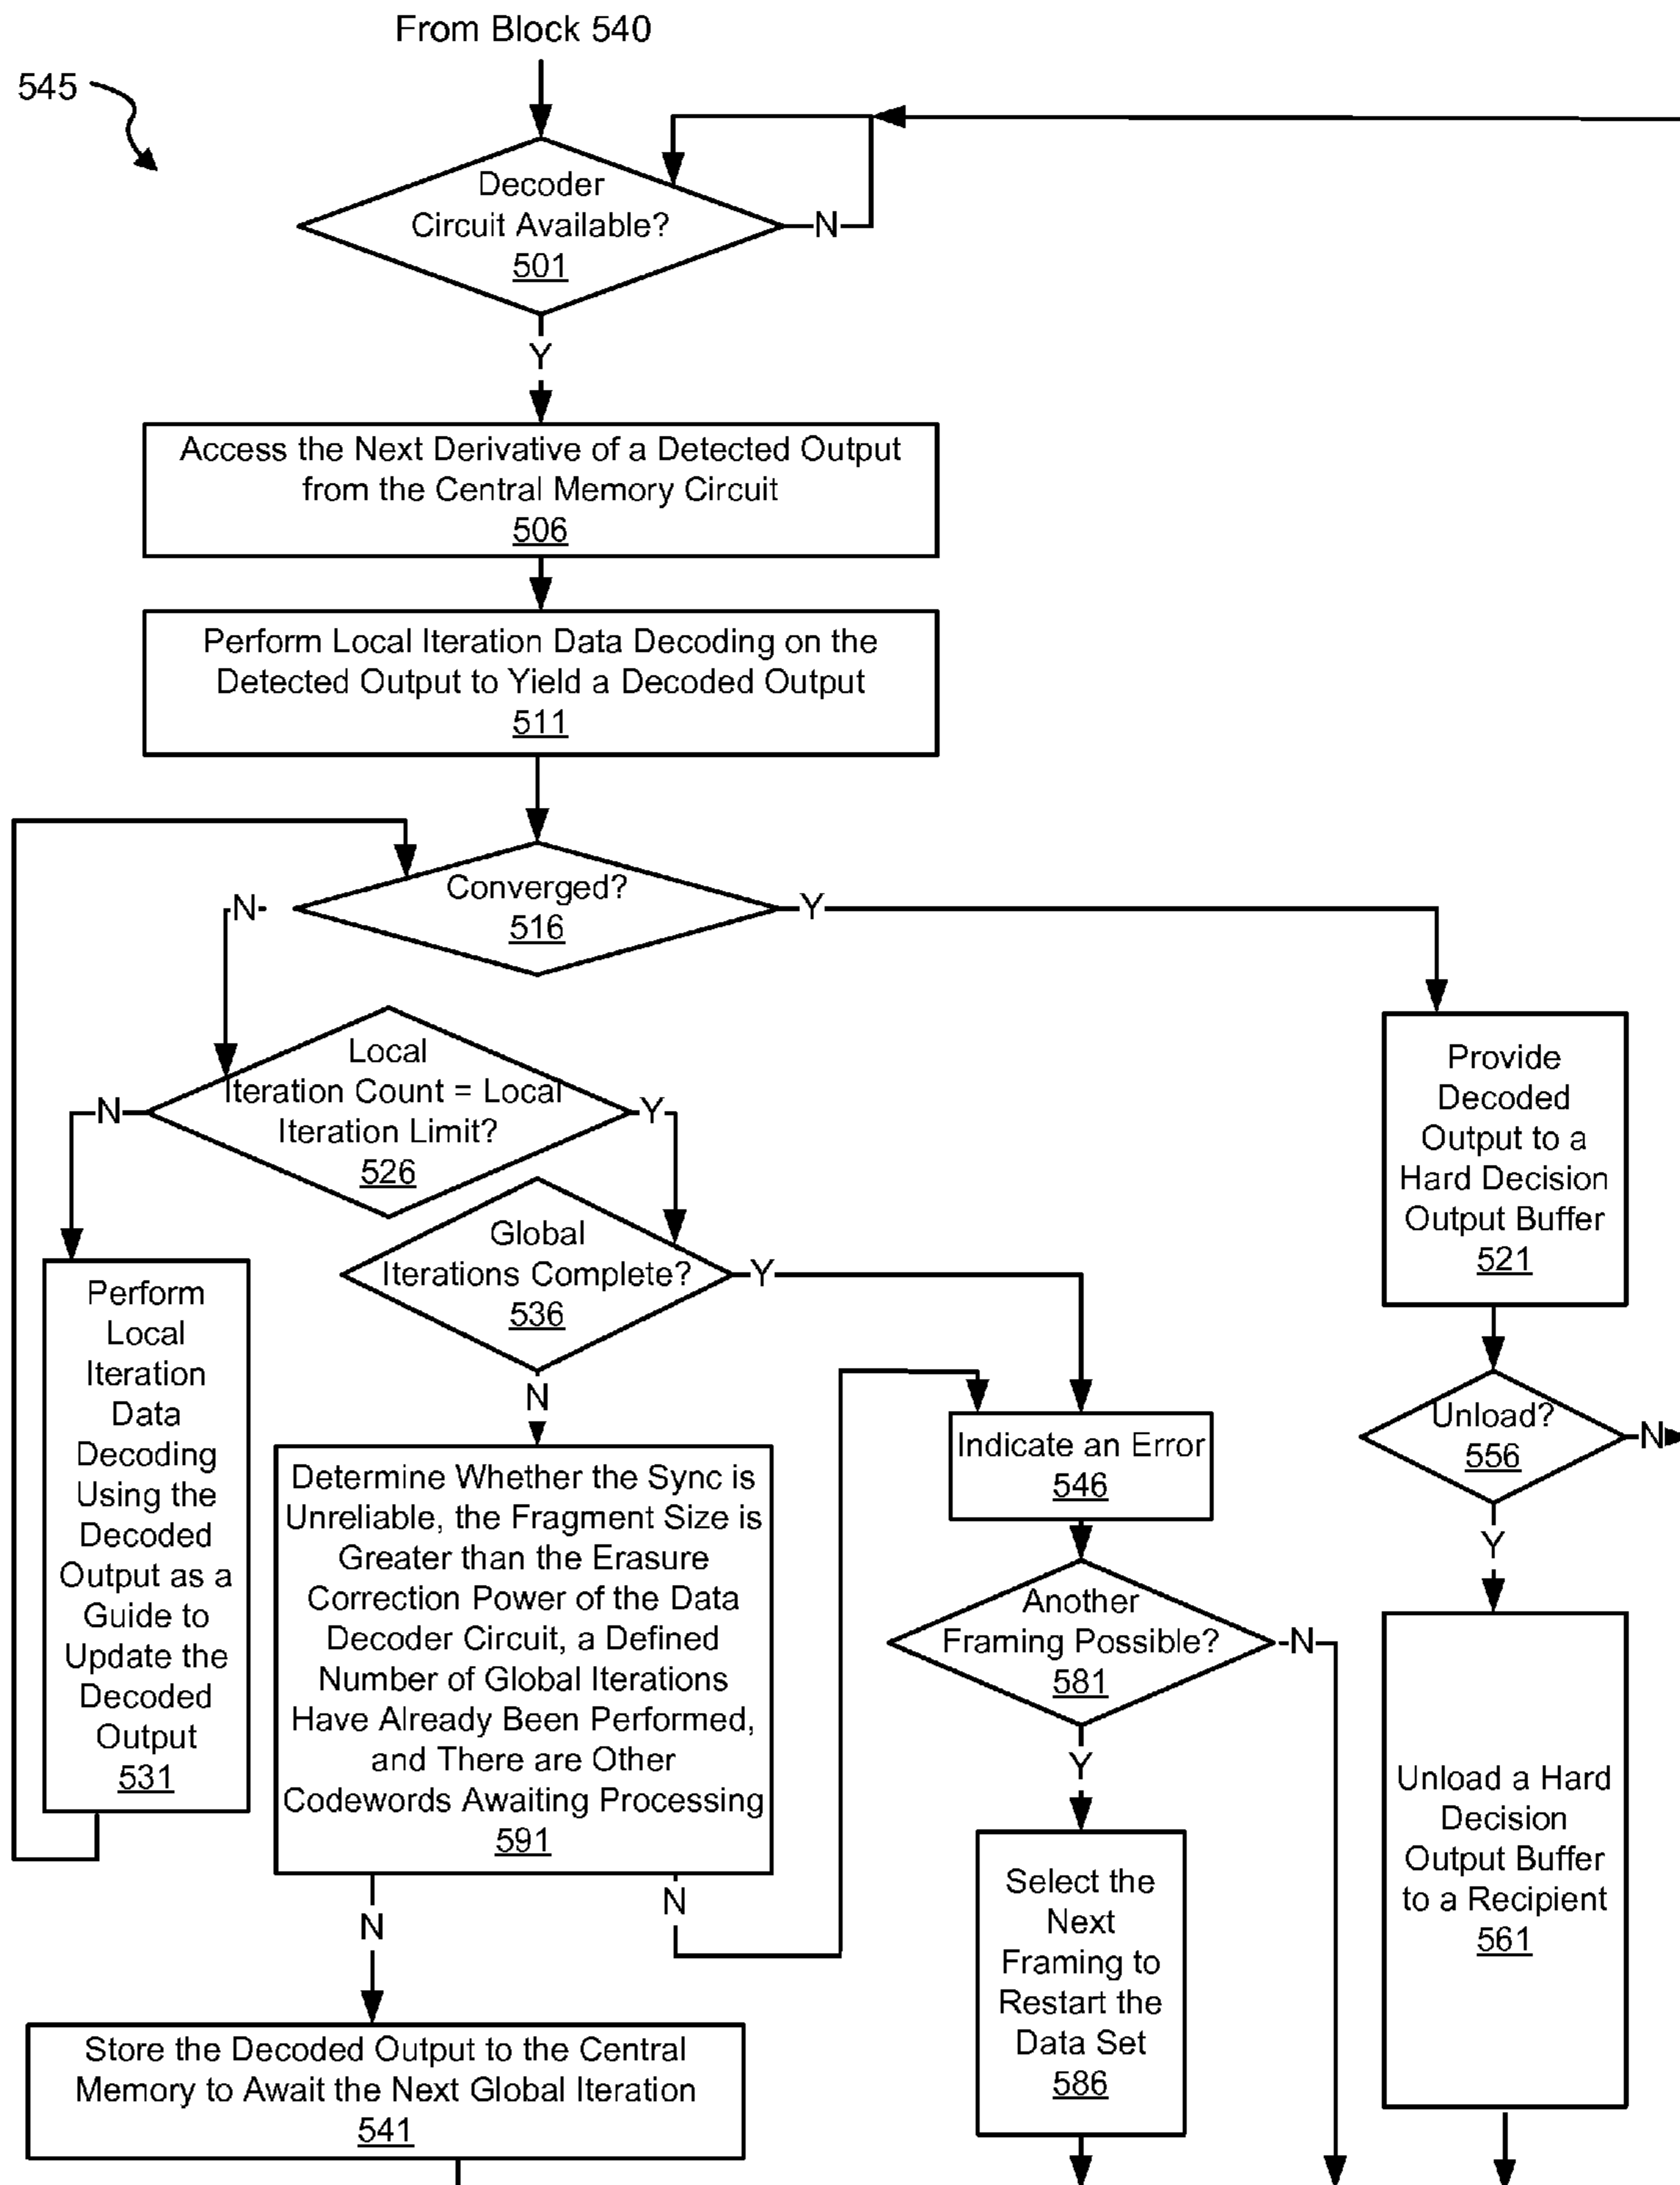 From Block 540
545
Decoder
Circuit Available?
501
N
Y
Access the Next Derivative of a Detected Output
from the Central Memory Circuit
506
Perform Local Iteration Data Decoding on the
Detected Output to Yield a Decoded Output
511
Converged?
516
N
Y
Local
Iteration Count = Local
Iteration Limit?
526
N
Y
Provide
Decoded
Output to a
Hard Decision
Output Buffer
521
Global
Iterations Complete?
536
Y
N
Perform
Local
Iteration
Data
Decoding
Using the
Decoded
Output as a
Guide to
Update the
Decoded
Output
531
Determine Whether the Sync is
Unreliable, the Fragment Size is
Greater than the Erasure
Correction Power of the Data
Decoder Circuit, a Defined
Number of Global Iterations
Have Already Been Performed,
and There are Other
Codewords Awaiting Processing
591
Indicate an Error
546
Unload?
556
N
Y
Another
Framing Possible?
581
N
Y
Unload a Hard
Decision
Output Buffer
to a Recipient
561
Select the
Next
Framing to
Restart the
Data Set
586
N
N
Store the Decoded Output to the Central
Memory to Await the Next Global Iteration
541